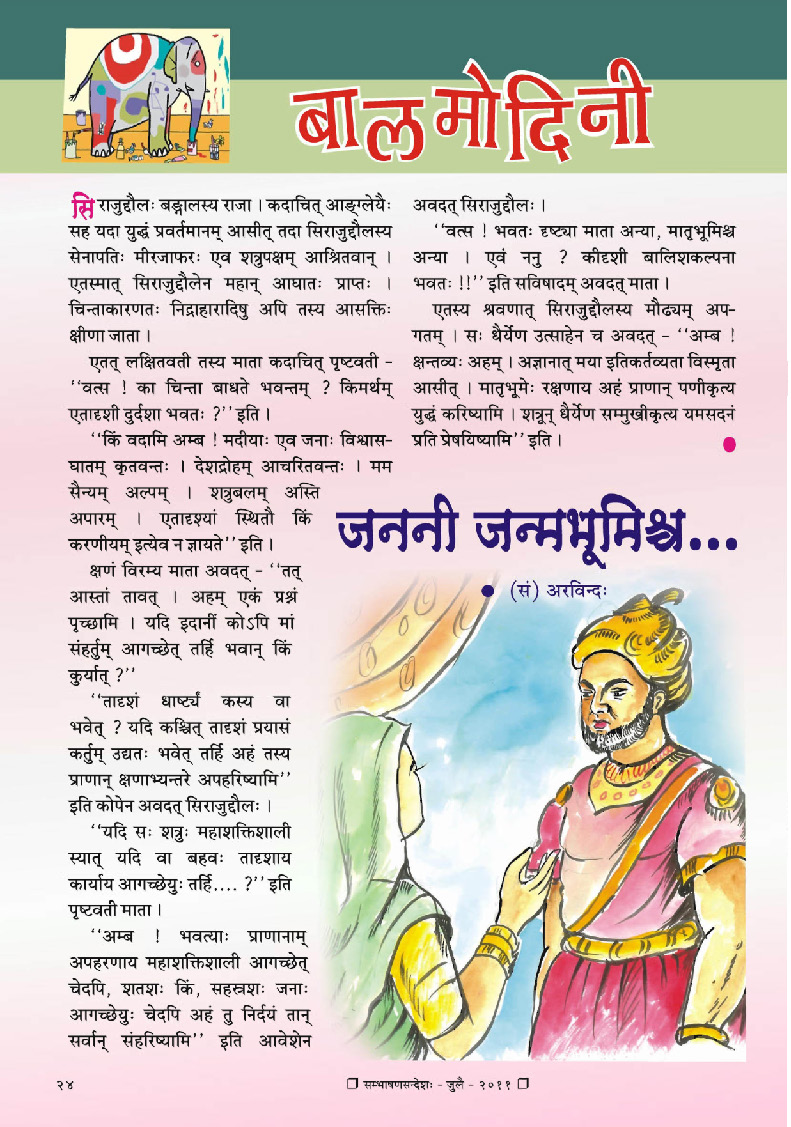 बालमोदिनी
सिराजुद्दौलः बङ्गालस्य राजा । कदाचित् आङ्ग्लेयैः
सह यदा युद्धं प्रवर्तमानम् आसीत् तदा सिराजुद्दौलस्य
सेनापतिः मीरजाफरः एव शत्रुपक्षम् आश्रितवान् ।
एतस्मात् सिराजुद्दौलेन महान् आघातः प्राप्तः ।
चिन्ताकारणतः निद्राहारादिषु अपि तस्य आसक्तिः
क्षीणा जाता ।
एतत् लक्षितवती तस्य माता कदाचित् पृष्टवती -
‘‘वत्स ! का चिन्ता बाधते भवन्तम् ? किमर्थम्
एतादृशी दुर्दशा भवतः ?’’ इति ।
‘‘किं वदामि अम्ब ! मदीयाः एव जनाः विश्वास-
घातम् कृतवन्तः । देशद्रोहम् आचरितवन्तः । मम
सैन्यम् अल्पम् । शत्रुबलम् अस्ति
अपारम् । एतादृश्यां स्थितौ किं
करणीयम् इत्येव न ज्ञायते’’ इति ।
क्षणं विरम्य माता अवदत् - ‘‘तत्
आस्तां तावत् । अहम् एकं प्रश्नं
पृच्छामि । यदि इदानीं कोऽपि मां
संहर्तुम् आगच्छेत् तर्हि भवान् किं
कुर्यात् ?’’
‘‘तादृशं धार्ष्ट्यं कस्य वा
भवेत् ? यदि कश्चित् तादृशं प्रयासं
कर्तुम् उद्यतः भवेत् तर्हि अहं तस्य
प्राणान् क्षणाभ्यन्तरे अपहरिष्यामि’’
इति कोपेन अवदत् सिराजुद्दौलः ।
‘‘यदि सः शत्रुः महाशक्तिशाली
स्यात् यदि वा बहवः तादृशाय
कार्याय आगच्छेयुः तर्हि.... ?’’ इति
पृष्टवती माता ।
‘‘अम्ब ! भवत्याः प्राणानाम्
अपहरणाय महाशक्तिशाली आगच्छेत्
चेदपि, शतशः किं, सहस्रशः जनाः
आगच्छेयुः चेदपि अहं तु निर्दयं तान्
सर्वान् संहरिष्यामि’’ इति आवेशेन
अवदत् सिराजुद्दौलः ।
‘‘वत्स ! भवतः दृष्ट्या माता अन्या, मातृभूमिश्च
अन्या । एवं ननु ? कीदृशी बालिशकल्पना
भवतः !!’’ इति सविषादम् अवदत् माता ।
एतस्य श्रवणात् सिराजुद्दौलस्य मौढ्यम् अप-
गतम् । सः धैर्येण उत्साहेन च अवदत् - ‘‘अम्ब !
क्षन्तव्यः अहम् । अज्ञानात् मया इतिकर्तव्यता विस्मृता
आसीत् । मातृभूमेः रक्षणाय अहं प्राणान् पणीकृत्य
युद्धं करिष्यामि । शत्रून् धैर्येण सम्मुखीकृत्य यमसदनं
प्रति प्रेषयिष्यामि’’ इति ।
जननी जन्मभूमिश्च...
● (सं) अरविन्दः
२४
❐ सम्भाषणसन्देशः - जुलै - २०११ ❐